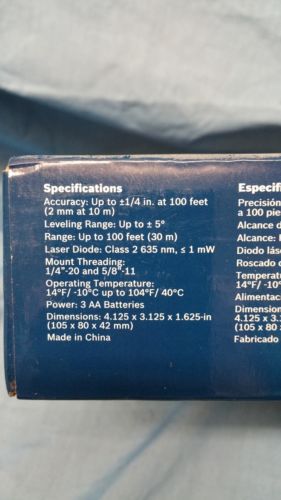 Specifications
Accuracy: Up to ±1/4 in. at 100 feet
(2 mm at 10 m)
Leveling Range: Up to ± 5°
Range: Up to 100 feet (30 m)
Laser Diode: Class 2 635 nm, ≤ 1 mW
Mount Threading:
1/4"-20 and 5/8"-11
Operating Temperature:
14°F/ -10°C up to 104°F/ 40°C
Power: 3 AA Batteries
Dimensions: 4.125 x 3.125 x 1.625-in
(105 x 80 x 42 mm)
Made in China
Especif
Precisión
a 100 pie
Alcance d
Alcance:
Diodo lás
Roscado d
Temperatu
14°F/ -10°
Alimentac
Dimension
4.125 x 3.
(105 x 80
Fabricado